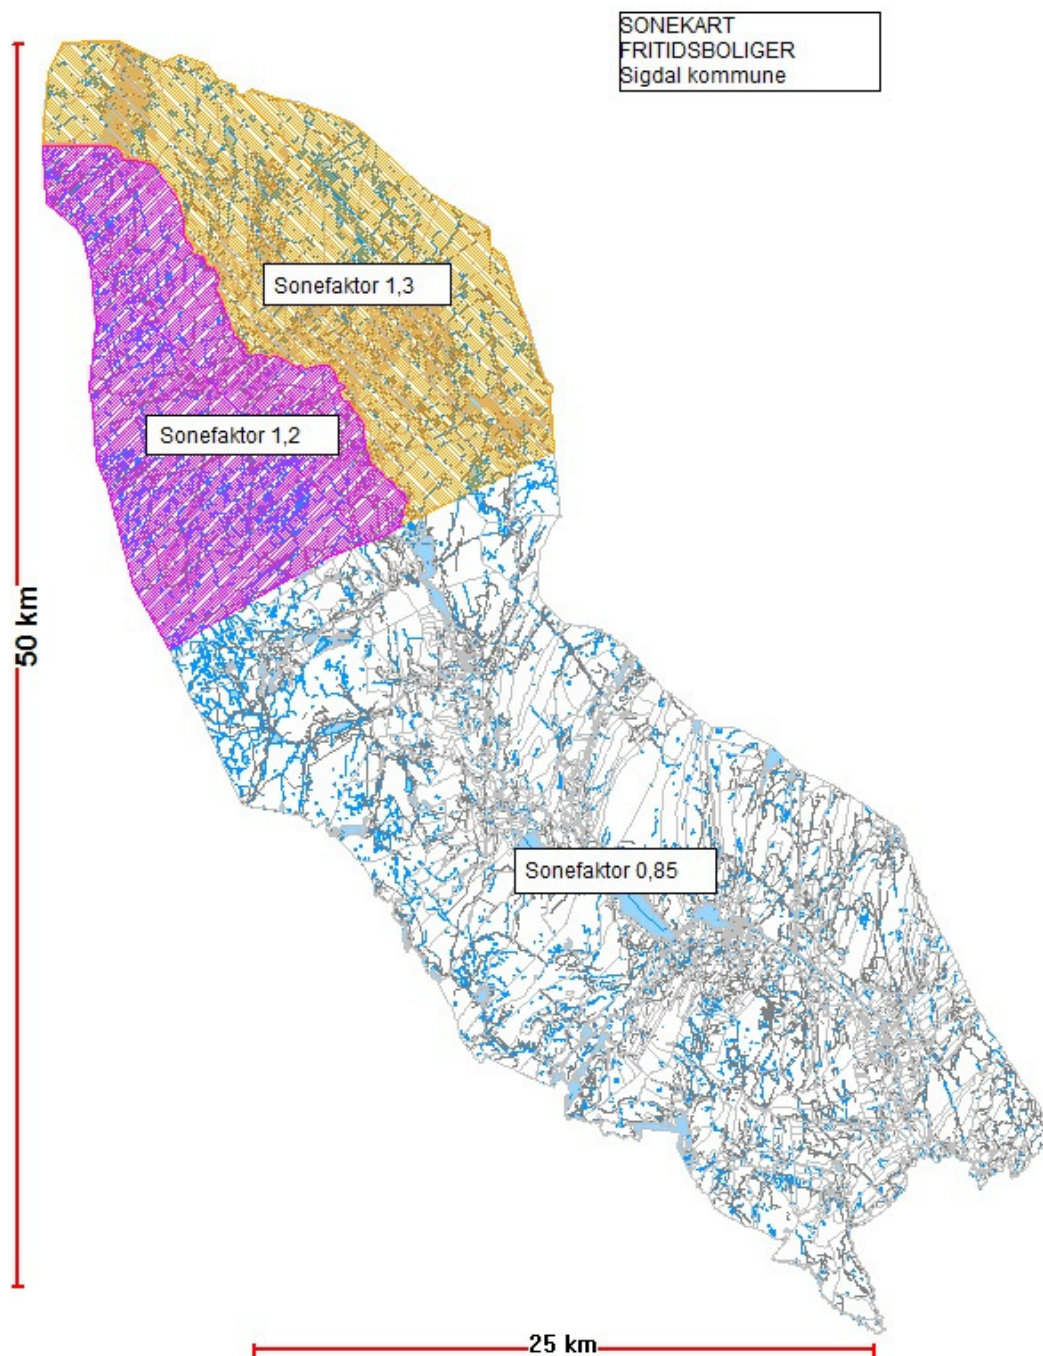 SONEKART
FRITIDSBOLIGER
Sigdal kommune
Sonefaktor 1,3
Sonefaktor 1,2
50 km
Sonefaktor 0,85
25 km